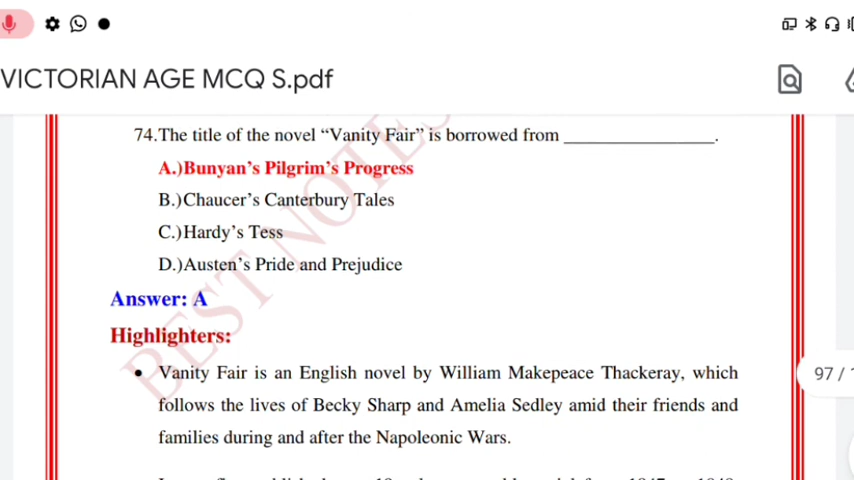 VICTORIAN AGE MCQ S.pdf
74.The title of the novel “Vanity Fair” is borrowed from _______________.
A.)Bunyan’s Pilgrim’s Progress
B.)Chaucer’s Canterbury Tales
C.)Hardy’s Tess
D.)Austen’s Pride and Prejudice
Answer: A
Highlighters:
• Vanity Fair is an English novel by William Makepeace Thackeray, which
follows the lives of Becky Sharp and Amelia Sedley amid their friends and
97 /
families during and after the Napoleonic Wars.
BEST NOTES